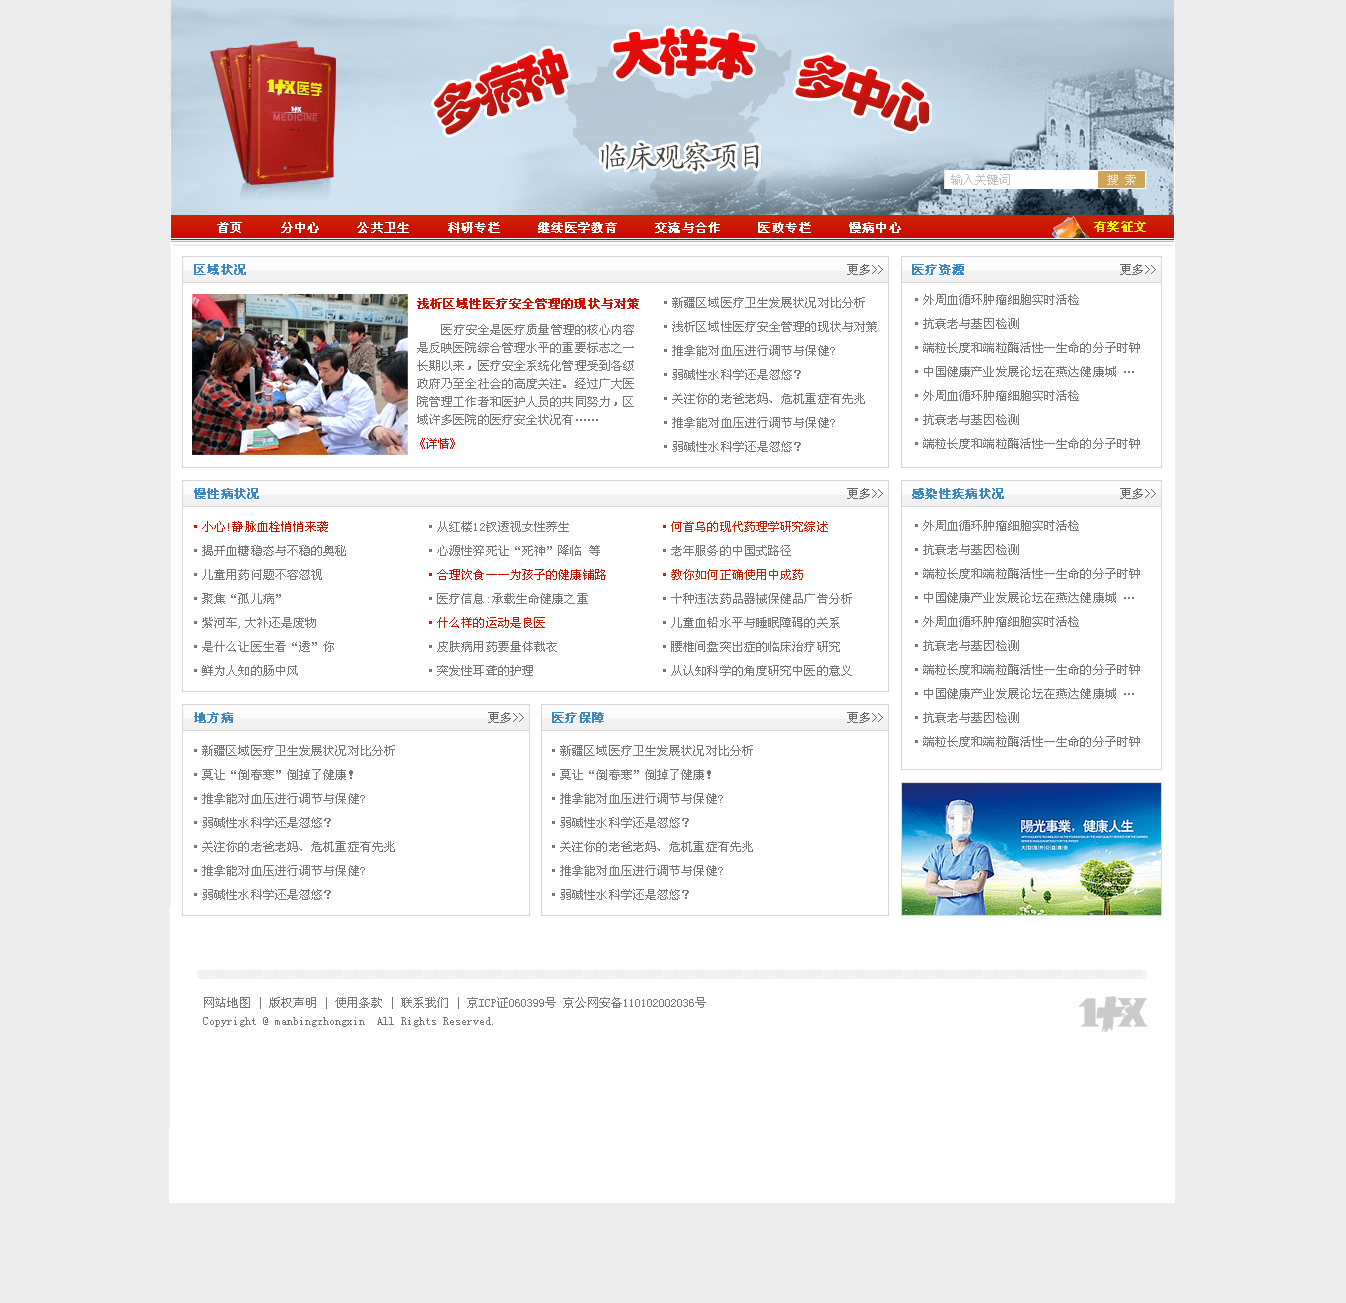 多病种 大样本 多中心
1+X医学
1+X
MEDICINE
临床观察项目
输入关键词 搜 索
首页 分中心 公共卫生 科研专栏 继续医学教育 交流与合作 医政专栏 慢病中心 有奖征文
区域状况 更多>>
浅析区域性医疗安全管理的现状与对策
医疗安全是医疗质量管理的核心内容
是反映医院综合管理水平的重要标志之一
长期以来，医疗安全系统化管理受到各级
政府乃至全社会的高度关注。经过广大医
院管理工作者和医护人员的共同努力，区
域许多医院的医疗安全状况有……
《详情》
▪ 新疆区域医疗卫生发展状况对比分析
▪ 浅析区域性医疗安全管理的现状与对策
▪ 推拿能对血压进行调节与保健?
▪ 弱碱性水科学还是忽悠？
▪ 关注你的老爸老妈、危机重症有先兆
▪ 推拿能对血压进行调节与保健?
▪ 弱碱性水科学还是忽悠？
医疗资源 更多>>
▪ 外周血循环肿瘤细胞实时活检
▪ 抗衰老与基因检测
▪ 端粒长度和端粒酶活性一生命的分子时钟
▪ 中国健康产业发展论坛在燕达健康城 …
▪ 外周血循环肿瘤细胞实时活检
▪ 抗衰老与基因检测
▪ 端粒长度和端粒酶活性一生命的分子时钟
慢性病状况 更多>>
▪ 小心!静脉血栓悄悄来袭
▪ 揭开血糖稳态与不稳的奥秘
▪ 儿童用药问题不容忽视
▪ 聚焦“孤儿病”
▪ 紫河车,大补还是废物
▪ 是什么让医生看“透”你
▪ 鲜为人知的肠中风
▪ 从红楼12钗透视女性养生
▪ 心源性猝死让“死神”降临 等
▪ 合理饮食一一为孩子的健康铺路
▪ 医疗信息:承载生命健康之重
▪ 什么样的运动是良医
▪ 皮肤病用药要量体裁衣
▪ 突发性耳聋的护理
▪ 何首乌的现代药理学研究综述
▪ 老年服务的中国式路径
▪ 教你如何正确使用中成药
▪ 十种违法药品器械保健品广告分析
▪ 儿童血铅水平与睡眠障碍的关系
▪ 腰椎间盘突出症的临床治疗研究
▪ 从认知科学的角度研究中医的意义
感染性疾病状况 更多>>
▪ 外周血循环肿瘤细胞实时活检
▪ 抗衰老与基因检测
▪ 端粒长度和端粒酶活性一生命的分子时钟
▪ 中国健康产业发展论坛在燕达健康城 …
▪ 外周血循环肿瘤细胞实时活检
▪ 抗衰老与基因检测
▪ 端粒长度和端粒酶活性一生命的分子时钟
▪ 中国健康产业发展论坛在燕达健康城 …
▪ 抗衰老与基因检测
▪ 端粒长度和端粒酶活性一生命的分子时钟
地方病 更多>>
▪ 新疆区域医疗卫生发展状况对比分析
▪ 莫让“倒春寒”倒掉了健康！
▪ 推拿能对血压进行调节与保健?
▪ 弱碱性水科学还是忽悠？
▪ 关注你的老爸老妈、危机重症有先兆
▪ 推拿能对血压进行调节与保健?
▪ 弱碱性水科学还是忽悠？
医疗保障 更多>>
▪ 新疆区域医疗卫生发展状况对比分析
▪ 莫让“倒春寒”倒掉了健康！
▪ 推拿能对血压进行调节与保健?
▪ 弱碱性水科学还是忽悠？
▪ 关注你的老爸老妈、危机重症有先兆
▪ 推拿能对血压进行调节与保健?
▪ 弱碱性水科学还是忽悠？
陽光事業，健康人生
网站地图 | 版权声明 | 使用条款 | 联系我们 | 京ICP证060399号 京公网安备110102002036号
Copyright @ manbingzhongxin All Rights Reserved.
1+X